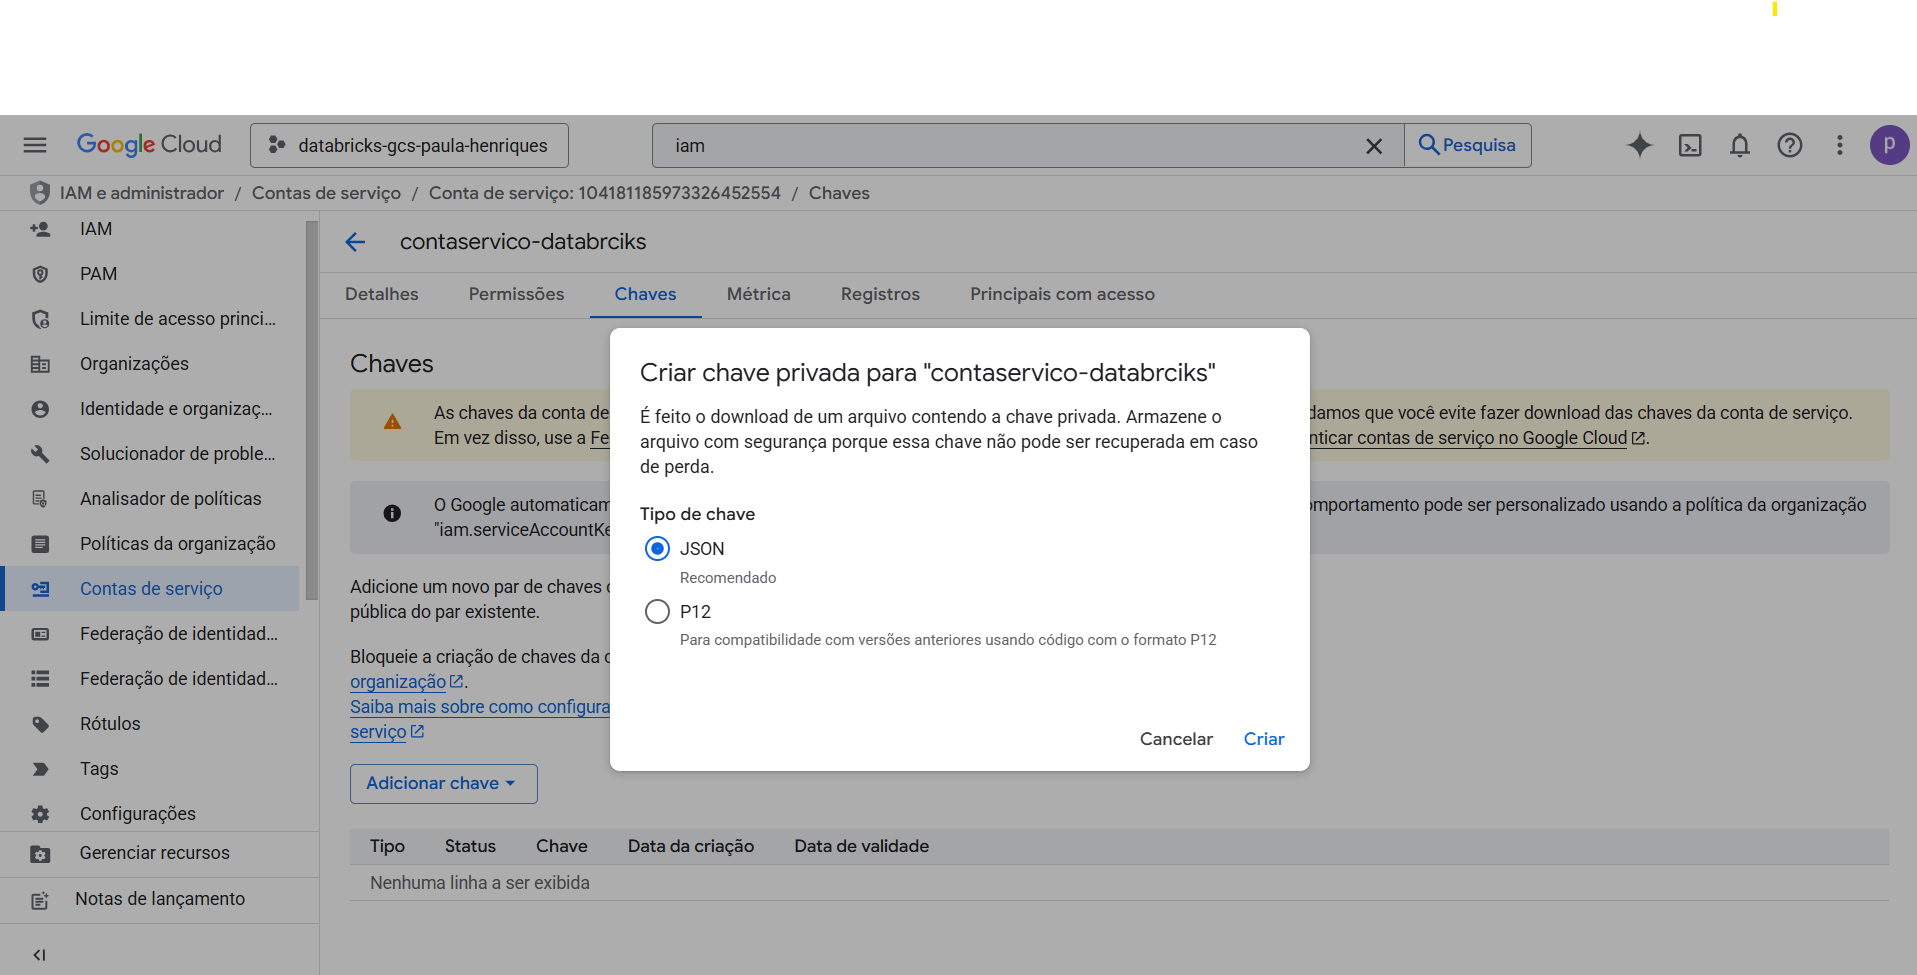 Google Cloud
databricks-gcs-paula-henriques
iam
Pesquisa
p
IAM e administrador / Contas de serviço / Conta de serviço: 104181185973326452554 / Chaves
IAM
PAM
Limite de acesso princi...
Organizações
Identidade e organizaç...
Solucionador de proble...
Analisador de políticas
Políticas da organização
Contas de serviço
Federação de identidad...
Federação de identidad...
Rótulos
Tags
Configurações
Gerenciar recursos
Notas de lançamento
contaservico-databrciks
Detalhes Permissões Chaves Métrica Registros Principais com acesso
Chaves
As chaves da conta de
damos que você evite fazer download das chaves da conta de serviço.
Em vez disso, use a Fe
nticar contas de serviço no Google Cloud.
O Google automaticam
omportamento pode ser personalizado usando a política da organização
"iam.serviceAccountKe
Adicione um novo par de chaves
pública do par existente.
Bloqueie a criação de chaves da c
organização.
Saiba mais sobre como configura
serviço
Adicionar chave
Tipo Status Chave Data da criação Data de validade
Nenhuma linha a ser exibida
Criar chave privada para "contaservico-databrciks"
É feito o download de um arquivo contendo a chave privada. Armazene o
arquivo com segurança porque essa chave não pode ser recuperada em caso
de perda.
Tipo de chave
JSON
Recomendado
P12
Para compatibilidade com versões anteriores usando código com o formato P12
Cancelar Criar